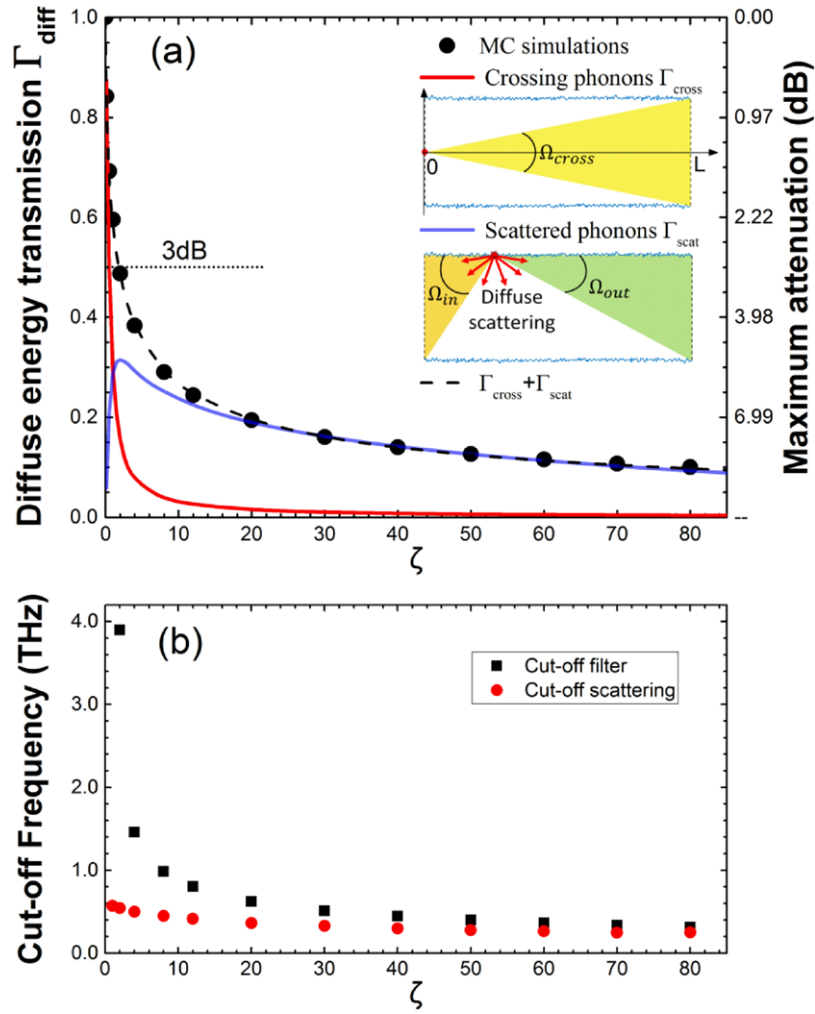 (a)
Diffuse energy transmission Γdiff
1.0
0.8
0.6
0.4
0.2
0.0
0.00
0.97
2.22
3.98
6.99
--
Maximum attenuation (dB)
MC simulations
Crossing phonons Γcross
Ωcross
0
L
Scattered phonons Γscat
3dB
Ωin
Diffuse
scattering
Ωout
Γcross+Γscat
0 10 20 30 40 50 60 70 80
ζ
(b)
Cut-off Frequency (THz)
4.0
3.0
2.0
1.0
0.0
Cut-off filter
Cut-off scattering
0 10 20 30 40 50 60 70 80
ζ